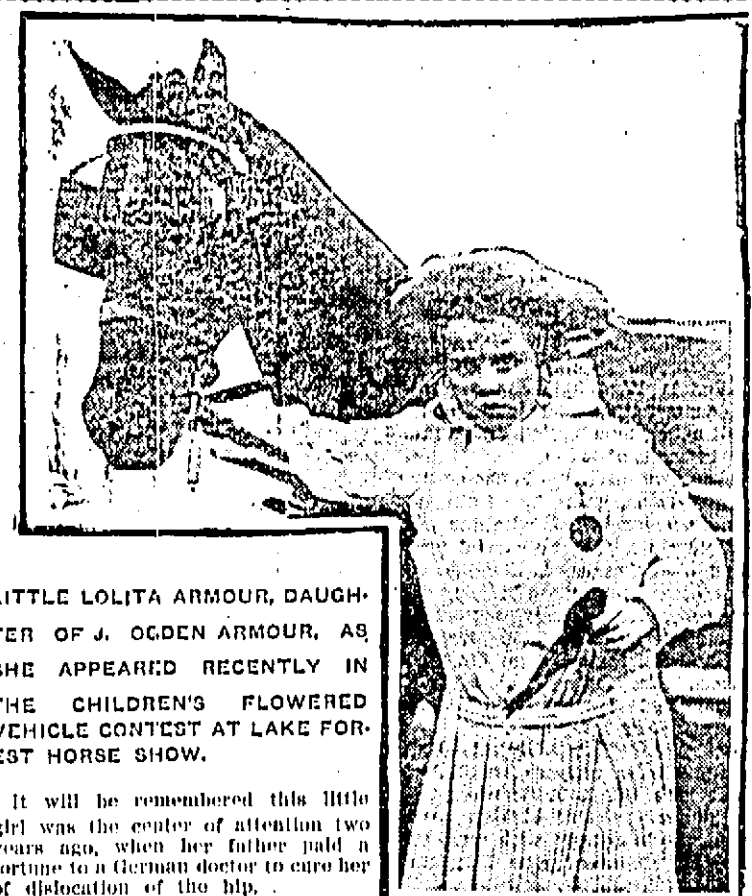 LITTLE LOLITA ARMOUR, DAUGH-
TER OF J. OGDEN ARMOUR, AS
SHE APPEARED RECENTLY IN
THE CHILDREN'S FLOWERED
VEHICLE CONTEST AT LAKE FOR-
EST HORSE SHOW.
It will be remembered this little
girl was the center of attention two
years ago, when her father paid a
fortune to a German doctor to cure her
of dislocation of the hip.